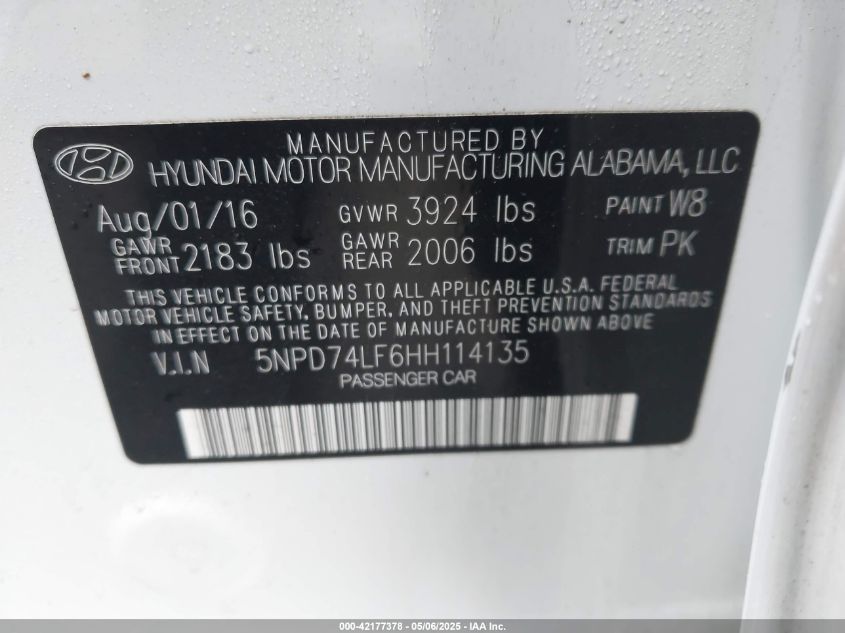 MANUFACTURED BY
HYUNDAI MOTOR MANUFACTURING ALABAMA, LLC
Aug/01/16 GVWR 3924 lbs PAINT W8
GAWR FRONT 2183 lbs GAWR REAR 2006 lbs TRIM PK
THIS VEHICLE CONFORMS TO ALL APPLICABLE U.S.A. FEDERAL
MOTOR VEHICLE SAFETY, BUMPER, AND THEFT PREVENTION STANDARDS
IN EFFECT ON THE DATE OF MANUFACTURE SHOWN ABOVE
V.I.N 5NPD74LF6HH114135
PASSENGER CAR
000-42177378 - 05/06/2025 - IAA Inc.